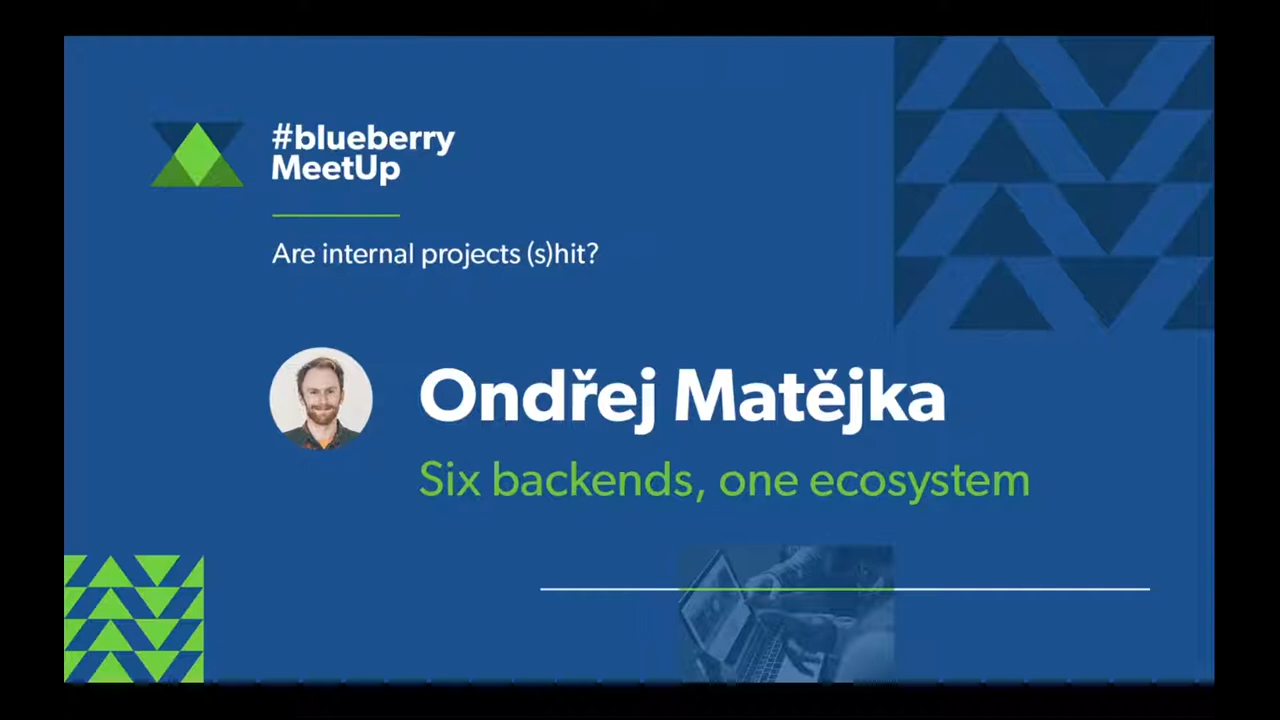 #blueberry
MeetUp
Are internal projects (s)hit?
Ondřej Matějka
Six backends, one ecosystem